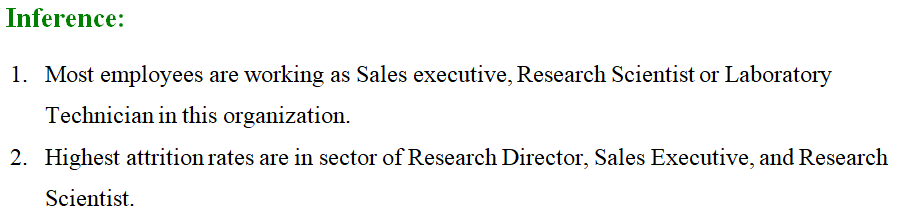 Inference:
1. Most employees are working as Sales executive, Research Scientist or Laboratory
Technician in this organization.
2. Highest attrition rates are in sector of Research Director, Sales Executive, and Research
Scientist.